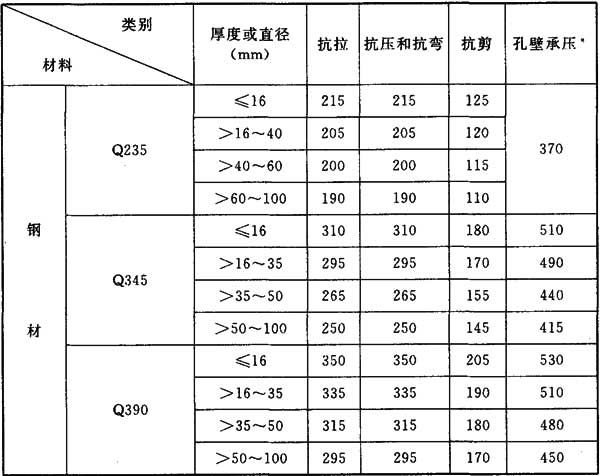 类别
材料
厚度或直径
(mm)
抗拉
抗压和抗弯
抗剪
孔壁承压*
钢材
Q235
≤16 215 215 125
>16～40 205 205 120
>40～60 200 200 115
>60～100 190 190 110
370
Q345
≤16 310 310 180 510
>16～35 295 295 170 490
>35～50 265 265 155 440
>50～100 250 250 145 415
Q390
≤16 350 350 205 530
>16～35 335 335 190 510
>35～50 315 315 180 480
>50～100 295 295 170 450